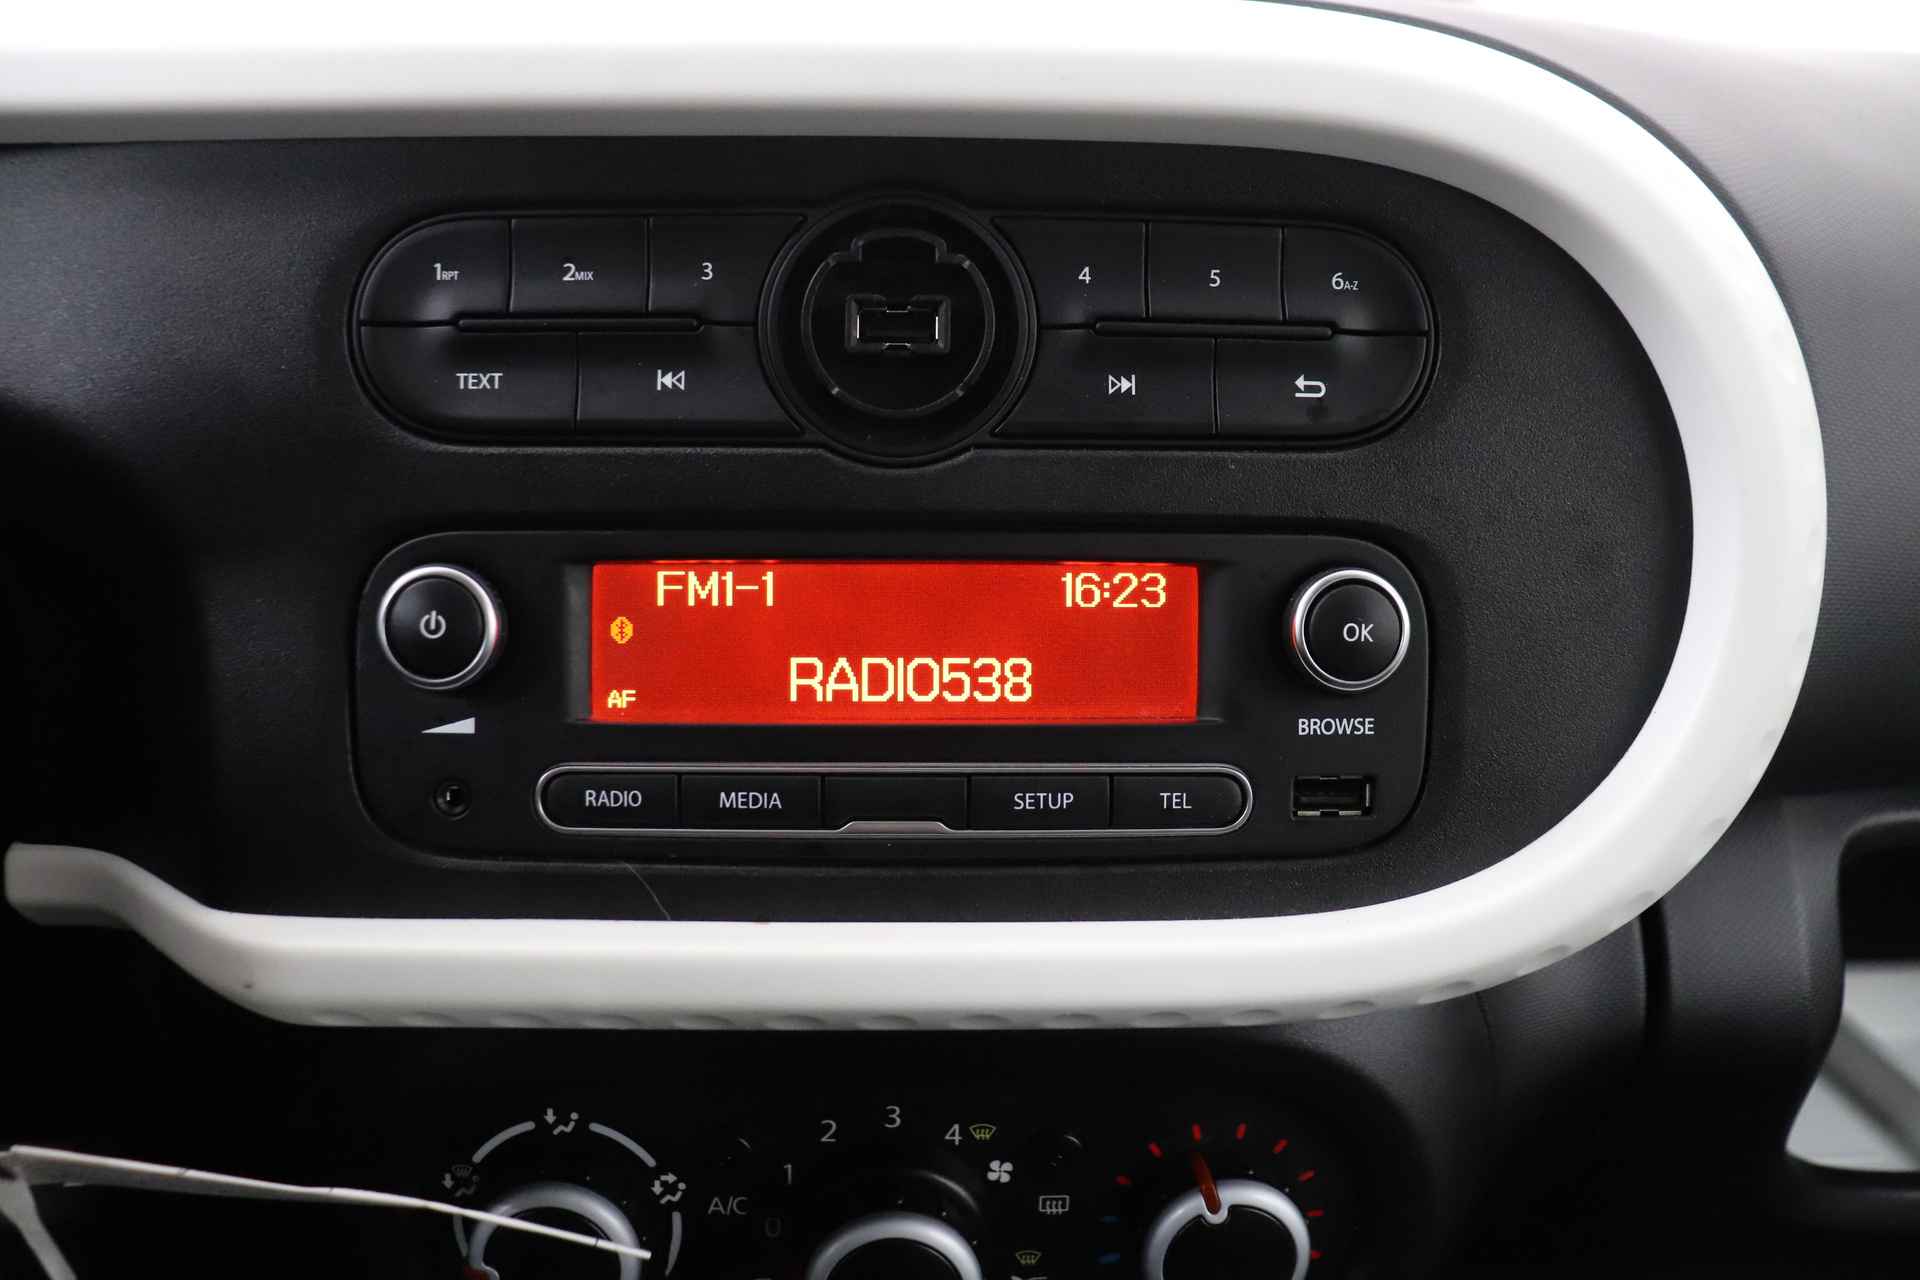 1RPT 2MIX 3 4 5 6A-Z
TEXT
FM1-1 16:23
AF RADIO538
OK
BROWSE
RADIO MEDIA SETUP TEL
0 1 2 3 4
A/C